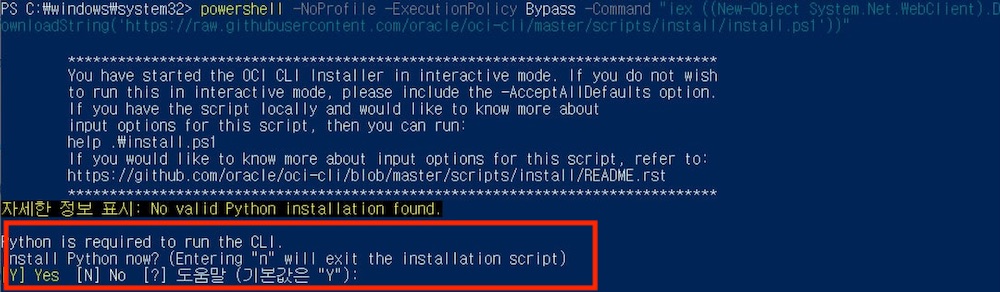 PS C:₩windows₩system32> powershell -NoProfile -ExecutionPolicy Bypass -Command "iex ((New-Object System.Net.WebClient).D
ownloadString('https://raw.githubusercontent.com/oracle/oci-cli/master/scripts/install/install.ps1'))"
******************************************************************************
You have started the OCI CLI Installer in interactive mode. If you do not wish
to run this in interactive mode, please include the -AcceptAllDefaults option.
If you have the script locally and would like to know more about
input options for this script, then you can run:
help .₩install.ps1
If you would like to know more about input options for this script, refer to:
https://github.com/oracle/oci-cli/blob/master/scripts/install/README.rst
******************************************************************************
자세한 정보 표시: No valid Python installation found.
Python is required to run the CLI.
Install Python now? (Entering "n" will exit the installation script)
[Y] Yes  [N] No  [?] 도움말 (기본값은 "Y"):